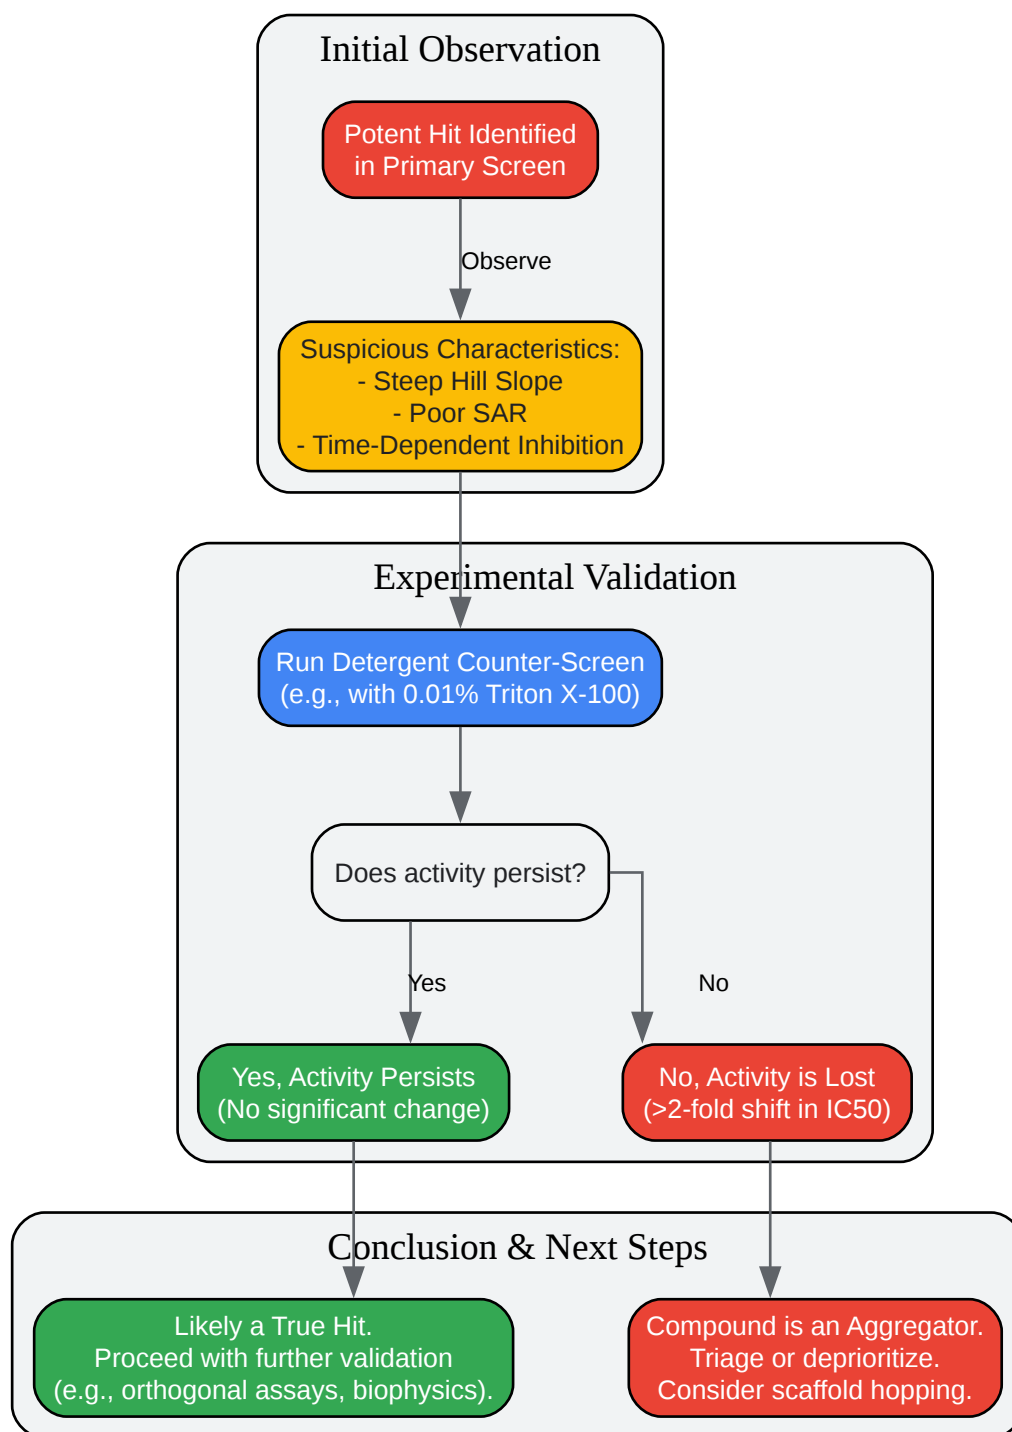 Initial Observation
Potent Hit Identified
in Primary Screen
Observe
Suspicious Characteristics:
- Steep Hill Slope
- Poor SAR
- Time-Dependent Inhibition
Experimental Validation
Run Detergent Counter-Screen
(e.g., with 0.01% Triton X-100)
Does activity persist?
Yes
No
Yes, Activity Persists
(No significant change)
No, Activity is Lost
(>2-fold shift in IC50)
Conclusion & Next Steps
Likely a True Hit.
Proceed with further validation
(e.g., orthogonal assays, biophysics).
Compound is an Aggregator.
Triage or deprioritize.
Consider scaffold hopping.